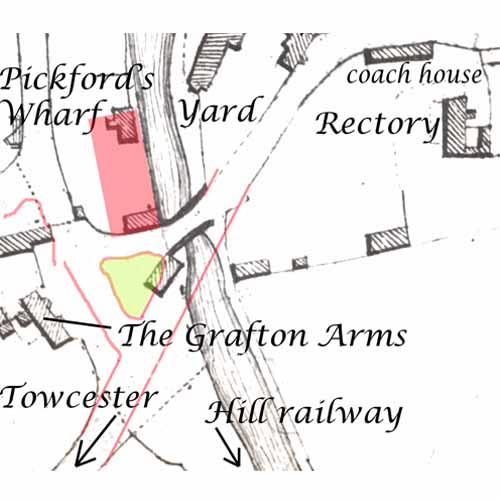 Pickford's
Wharf
Yard
coach house
Rectory
The Grafton Arms
Towcester
Hill railway